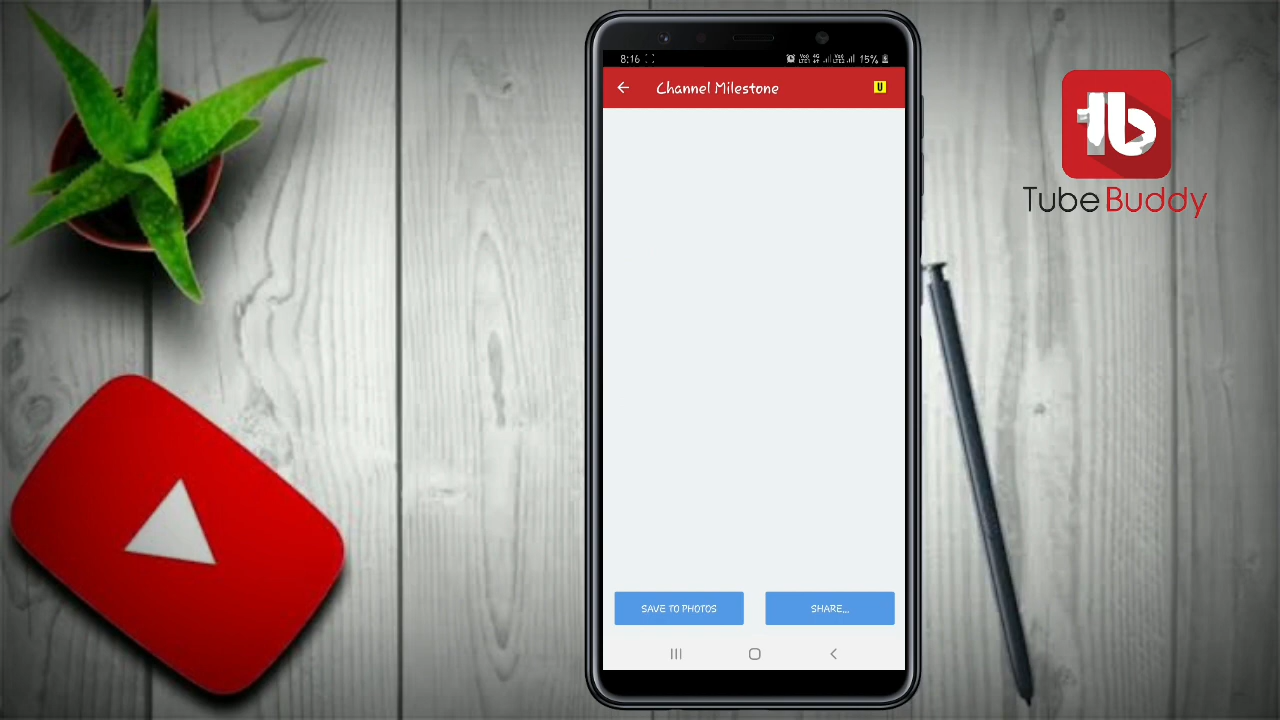 8:16
15%
Channel Milestone
U
Tube Buddy
SAVE TO PHOTOS
SHARE...